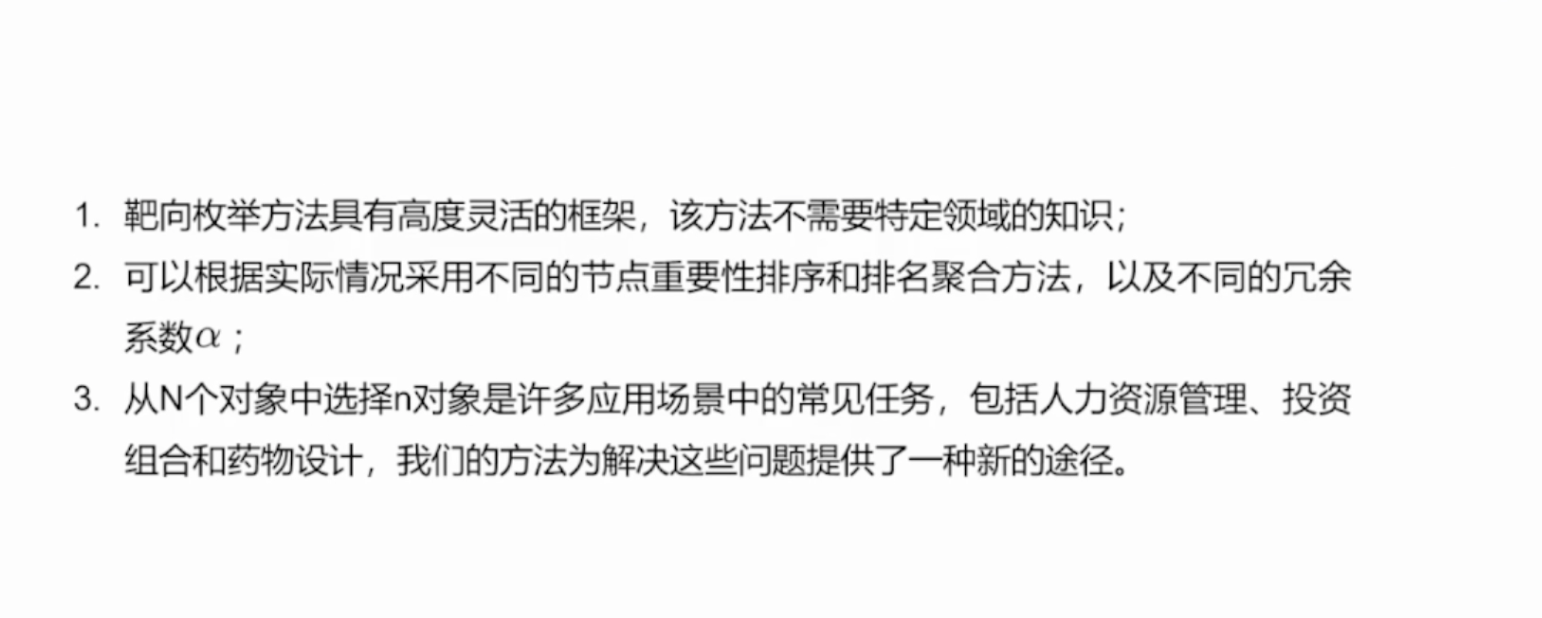 1. 靶向枚举方法具有高度灵活的框架，该方法不需要特定领域的知识；
2. 可以根据实际情况采用不同的节点重要性排序和排名聚合方法，以及不同的冗余
系数α；
3. 从N个对象中选择n对象是许多应用场景中的常见任务，包括人力资源管理、投资
组合和药物设计，我们的方法为解决这些问题提供了一种新的途径。